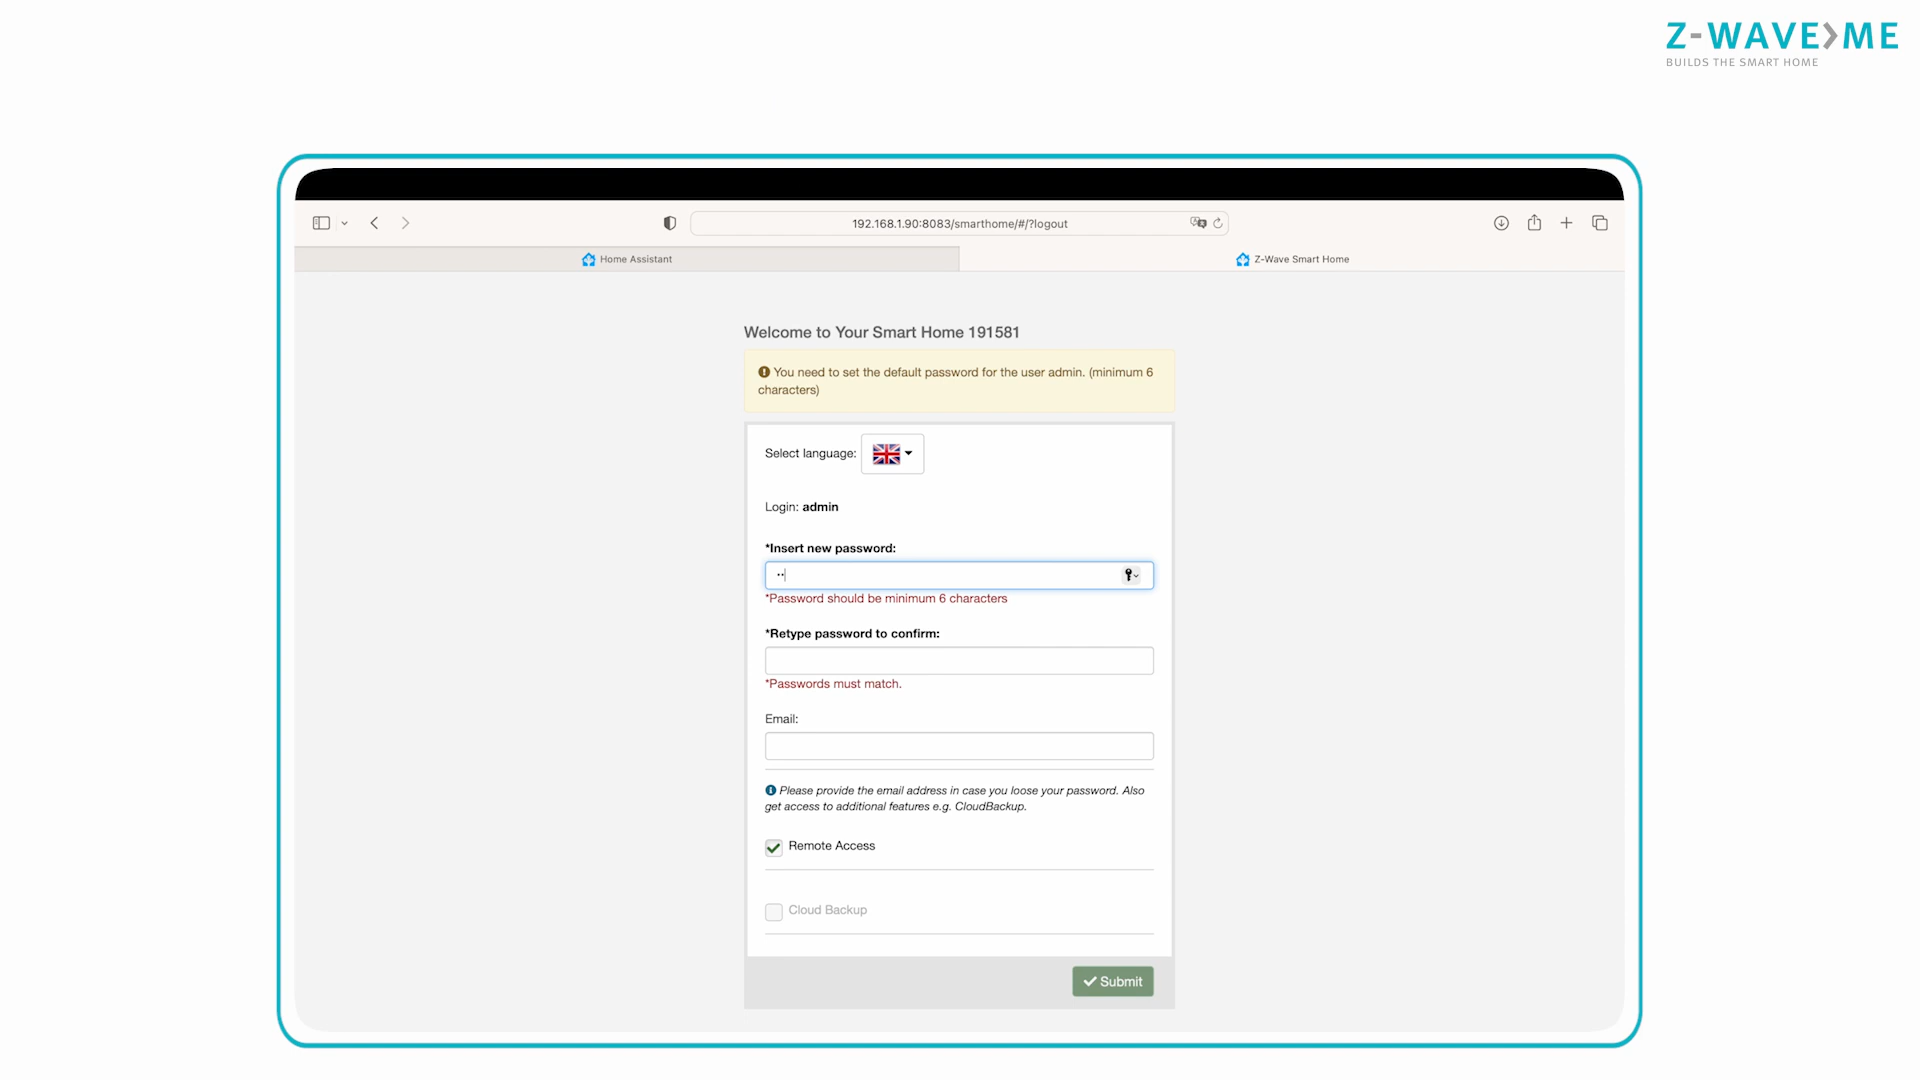 Z-WAVE>ME
BUILDS THE SMART HOME
192.168.1.90:8083/smarthome/#/?logout
Home Assistant
Z-Wave Smart Home
Welcome to Your Smart Home 191581
You need to set the default password for the user admin. (minimum 6
characters)
Select language:
Login: admin
*Insert new password:
••
*Password should be minimum 6 characters
*Retype password to confirm:
*Passwords must match.
Email:
Please provide the email address in case you loose your password. Also
get access to additional features e.g. CloudBackup.
Remote Access
Cloud Backup
Submit